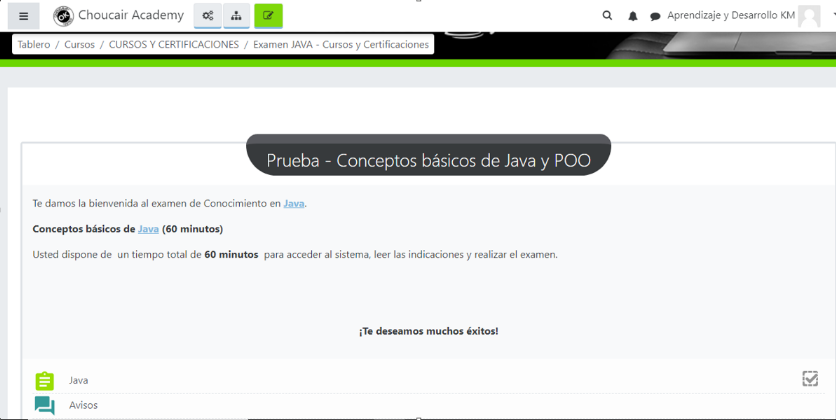 Choucair Academy
Aprendizaje y Desarrollo KM
Tablero / Cursos / CURSOS Y CERTIFICACIONES / Examen JAVA - Cursos y Certificaciones
Prueba - Conceptos básicos de Java y POO
Te damos la bienvenida al examen de Conocimiento en Java.
Conceptos básicos de Java (60 minutos)
Usted dispone de un tiempo total de 60 minutos para acceder al sistema, leer las indicaciones y realizar el examen.
¡Te deseamos muchos éxitos!
Java
Avisos